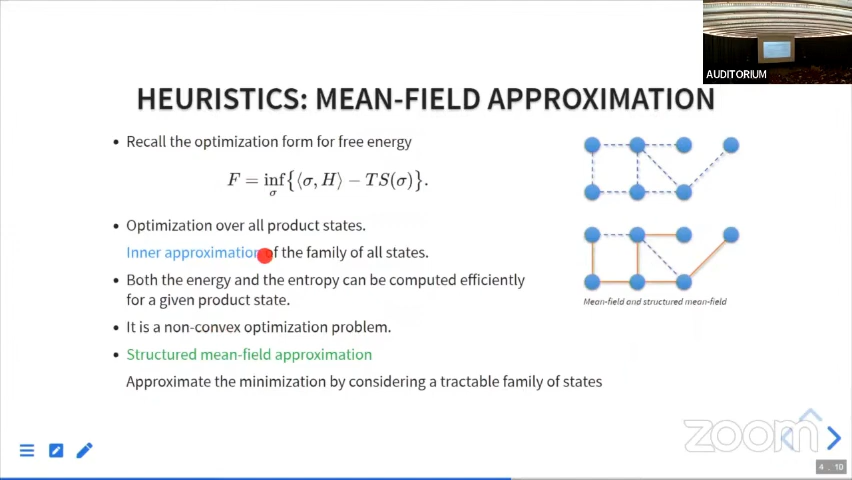 AUDITORIUM
HEURISTICS: MEAN-FIELD APPROXIMATION
• Recall the optimization form for free energy
F = inf_σ {⟨σ, H⟩ − TS(σ)}.
• Optimization over all product states.
Inner approximation of the family of all states.
• Both the energy and the entropy can be computed efficiently
for a given product state.
• It is a non-convex optimization problem.
• Structured mean-field approximation
Approximate the minimization by considering a tractable family of states
Mean-field and structured mean-field
zoom
4 . 10